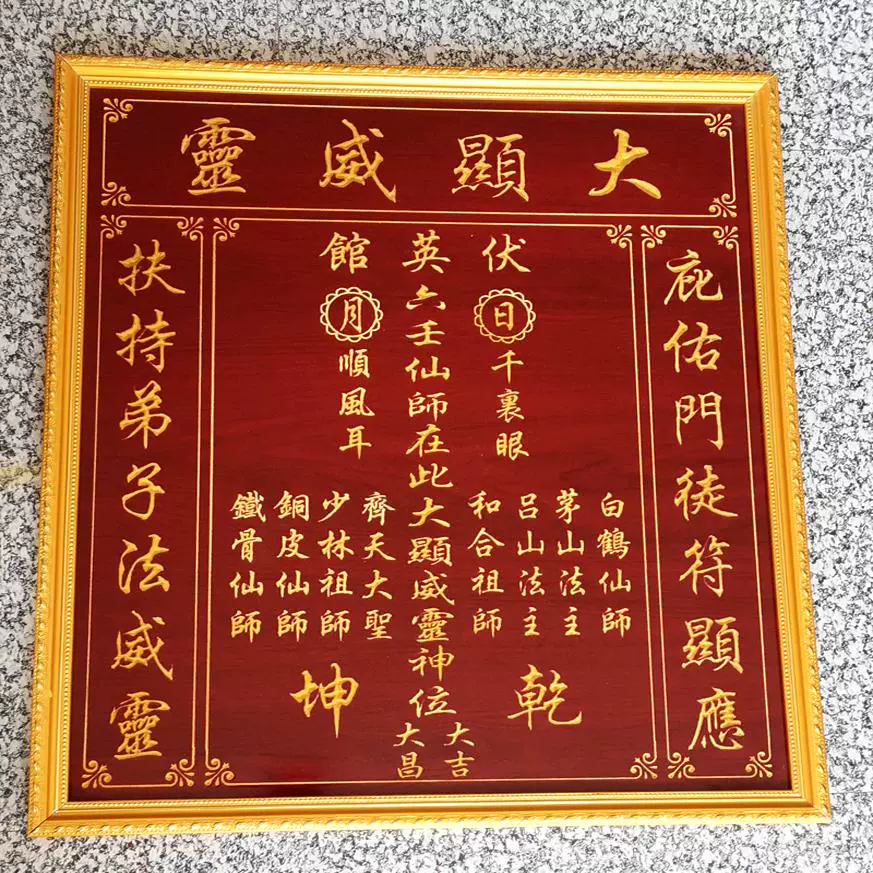 大顯威靈
庇佑門徒符顯應
伏英館
日
月
千裏眼
順風耳
六壬仙師在此大顯威靈神位
白鶴仙師
茅山法主
呂山法主
和合祖師
齊天大聖
少林祖師
銅皮仙師
鐵骨仙師
乾
坤
大吉
大昌
扶持弟子法威靈